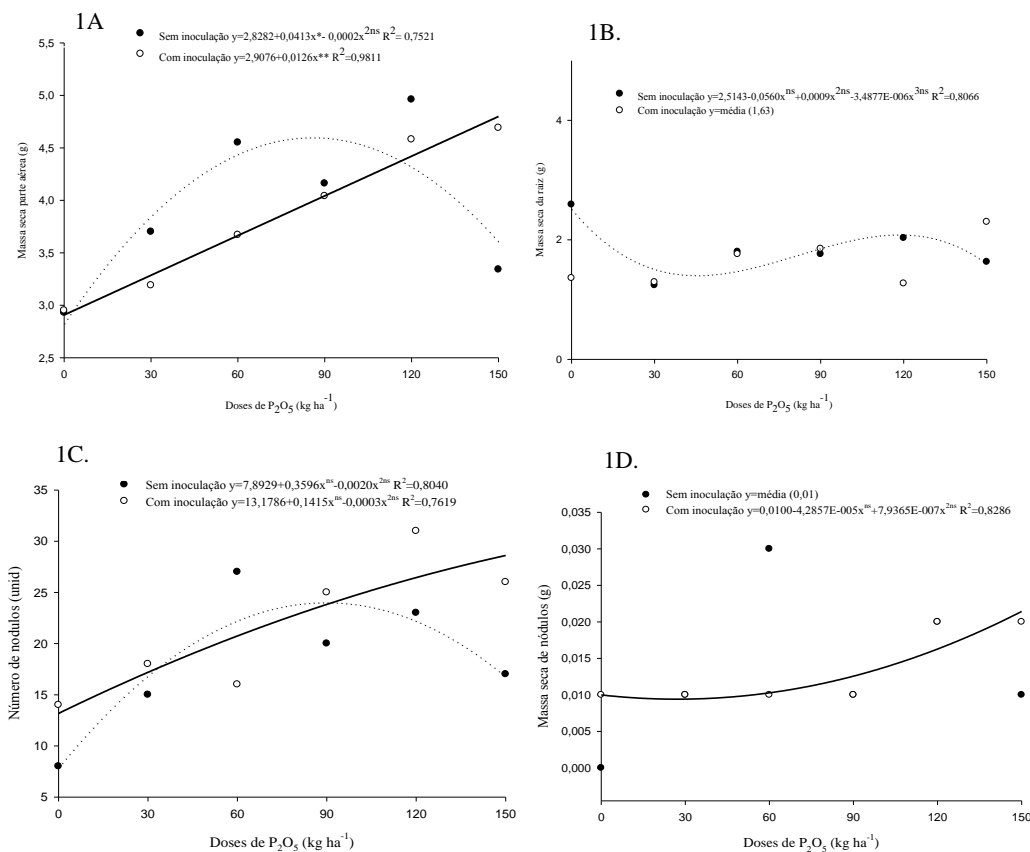 1A
Sem inoculação y=2,8282+0,0413x*- 0,0002x²ⁿˢ R²= 0,7521
Com inoculação y=2,9076+0,0126x** R²=0,9811
Massa seca parte aérea (g)
5,5
5,0
4,5
4,0
3,5
3,0
2,5
0 30 60 90 120 150
Doses de P₂O₅ (kg ha⁻¹)
1B.
Sem inoculação y=2,5143-0,0560xⁿˢ+0,0009x²ⁿˢ-3,4877E-006x³ⁿˢ R²=0,8066
Com inoculação y=média (1,63)
Massa seca da raiz (g)
4
2
0
0 30 60 90 120 150
Doses de P₂O₅ (kg ha⁻¹)
1C.
Sem inoculação y=7,8929+0,3596xⁿˢ-0,0020x²ⁿˢ R²=0,8040
Com inoculação y=13,1786+0,1415xⁿˢ-0,0003x²ⁿˢ R²=0,7619
Número de nodulos (unid)
35
30
25
20
15
10
5
0 30 60 90 120 150
Doses de P₂O₅ (kg ha⁻¹)
1D.
Sem inoculação y=média (0,01)
Com inoculação y=0,0100-4,2857E-005xⁿˢ+7,9365E-007x²ⁿˢ R²=0,8286
Massa seca de nódulos (g)
0,035
0,030
0,025
0,020
0,015
0,010
0,005
0,000
0 30 60 90 120 150
Doses de P₂O₅ (kg ha⁻¹)